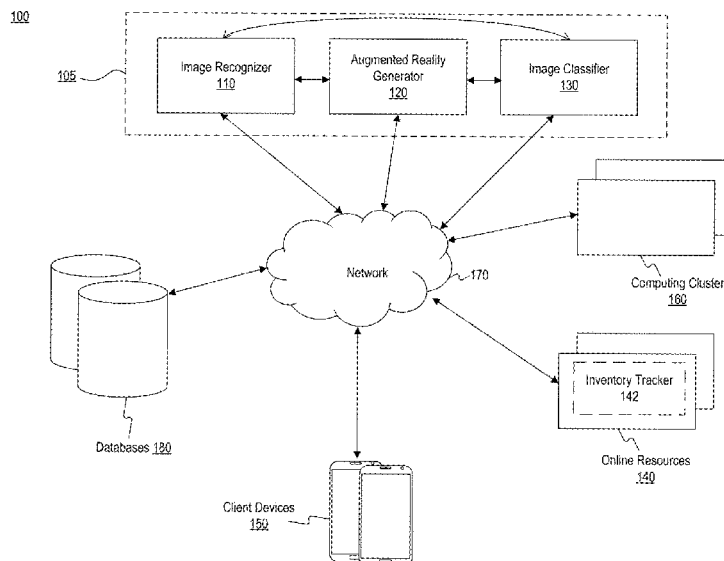 100
105
Image Recognizer
110
Augmented Reality
Generator
120
Image Classifier
130
Network
170
Computing Cluster
160
Inventory Tracker
142
Online Resources
140
Databases 180
Client Devices
150